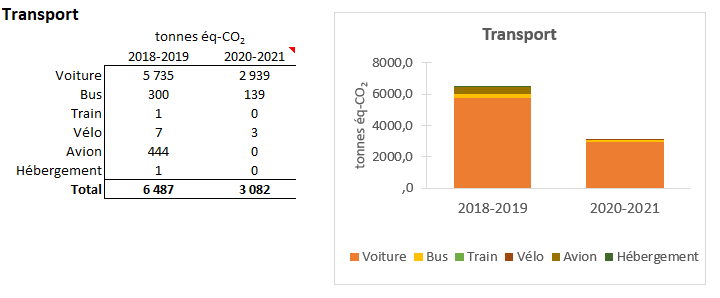 Transport
tonnes éq-CO2
2018-2019 2020-2021
Voiture 5 735 2 939
Bus 300 139
Train 1 0
Vélo 7 3
Avion 444 0
Hébergement 1 0
Total 6 487 3 082
Transport
tonnes éq-CO2
8000,0
6000,0
4000,0
2000,0
,0
2018-2019 2020-2021
Voiture Bus Train Vélo Avion Hébergement